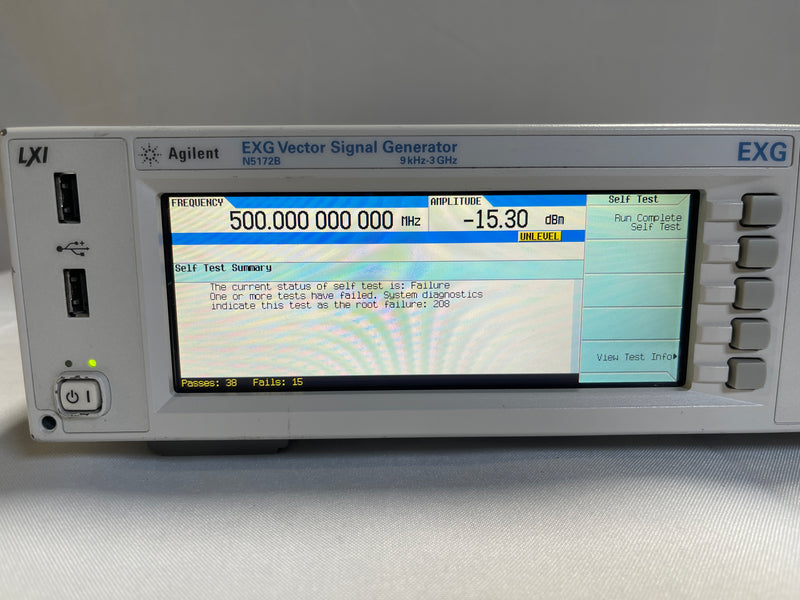 LXI
Agilent
EXG Vector Signal Generator
N5172B 9 kHz-3 GHz
EXG
FREQUENCY
500.000 000 000 MHz
AMPLITUDE
-15.30 dBm
UNLEVEL
Self Test Summary
The current status of self test is: Failure
One or more tests have failed. System diagnostics
indicate this test as the root failure: 208
Passes: 38 Fails: 15
Self Test
Run Complete
Self Test
View Test Info